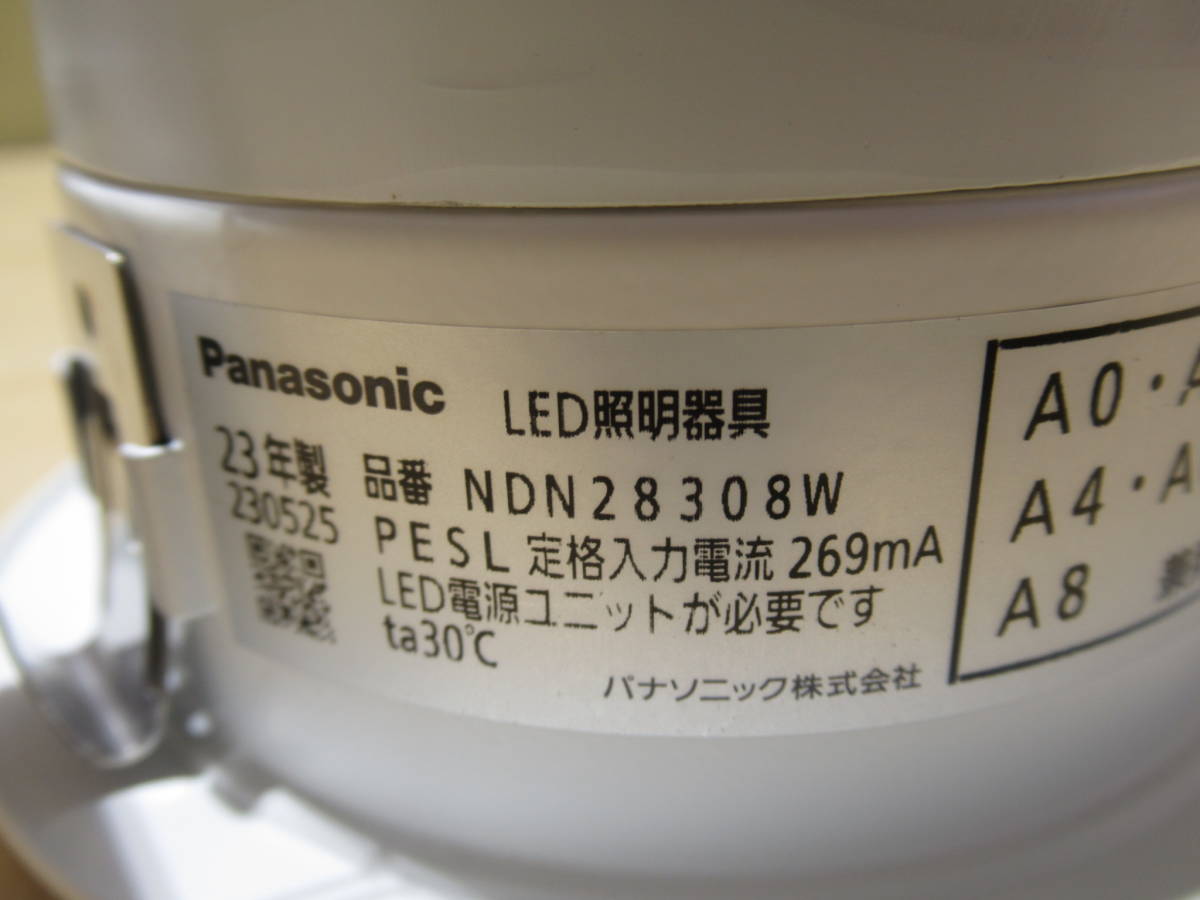 Panasonic LED照明器具
23年製
230525
品番 NDN28308W
PESL 定格入力電流 269mA
LED電源ユニットが必要です
ta30℃
パナソニック株式会社
A0・
A4・A
A8